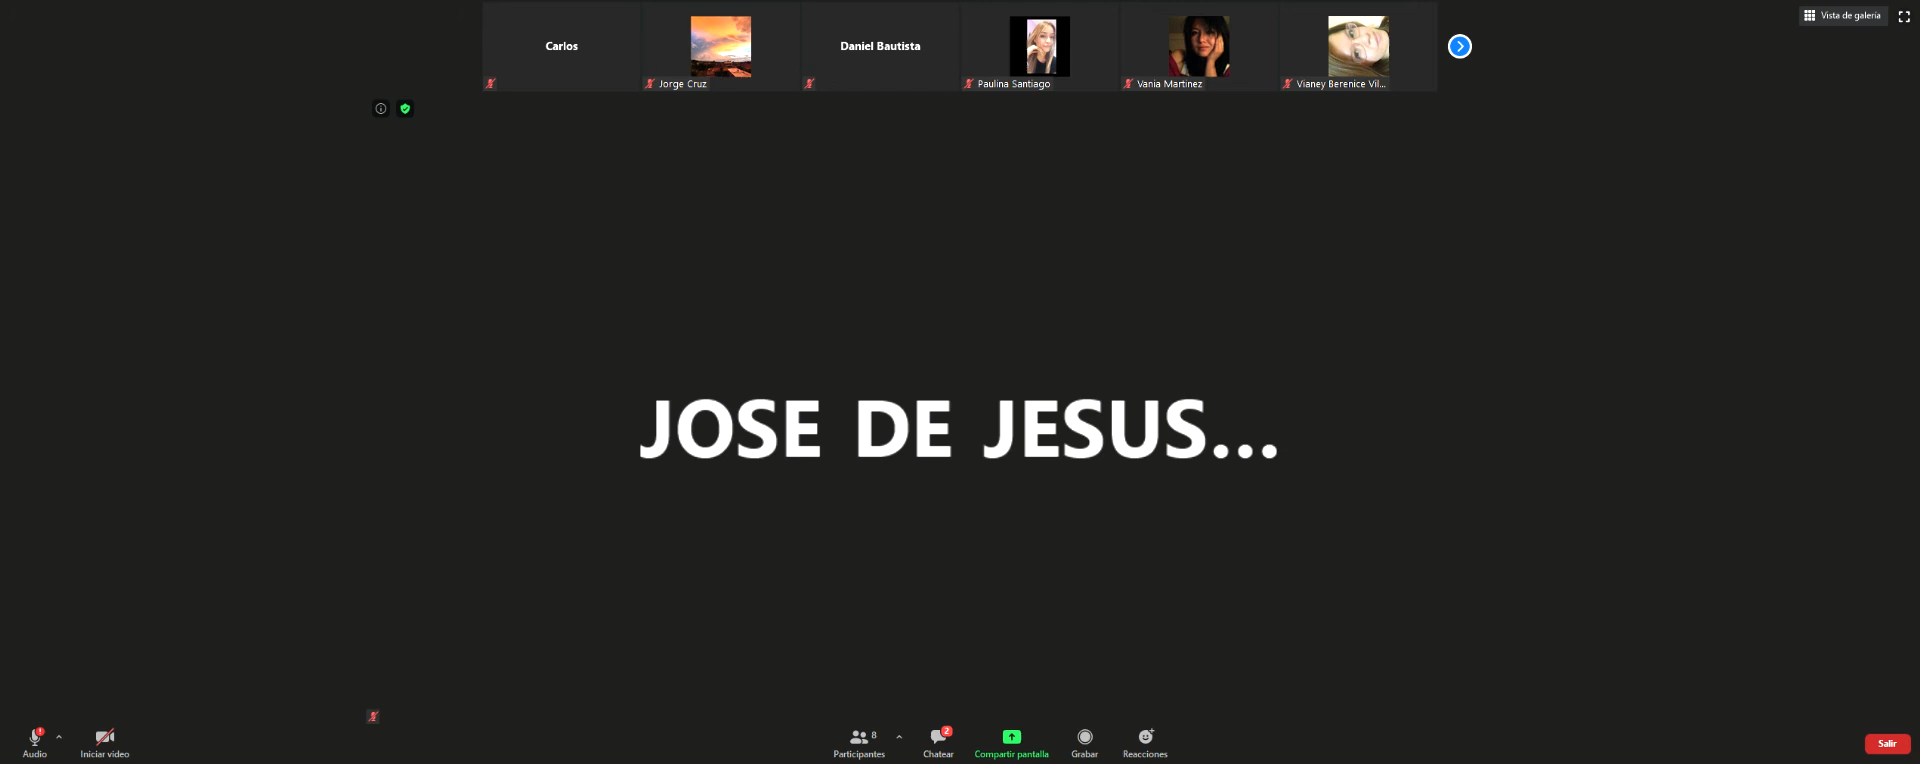 Carlos
Jorge Cruz
Daniel Bautista
Paulina Santiago
Vania Martinez
Vianey Berenice Vil...
Vista de galería
JOSE DE JESUS...
Audio
Iniciar video
8
Participantes
2
Chatear
Compartir pantalla
Grabar
Reacciones
Salir